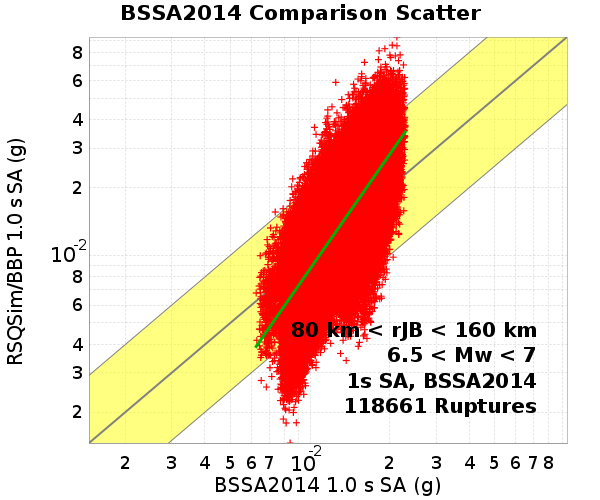 BSSA2014 Comparison Scatter
RSQSim/BBP 1.0 s SA (g)
8
6
4
3
2
10-2
8
6
4
3
2
80 km < rJB < 160 km
6.5 < Mw < 7
1s SA, BSSA2014
118661 Ruptures
2 3 4 5 6 7 10-2 2 3 4 5 6 7 8
BSSA2014 1.0 s SA (g)